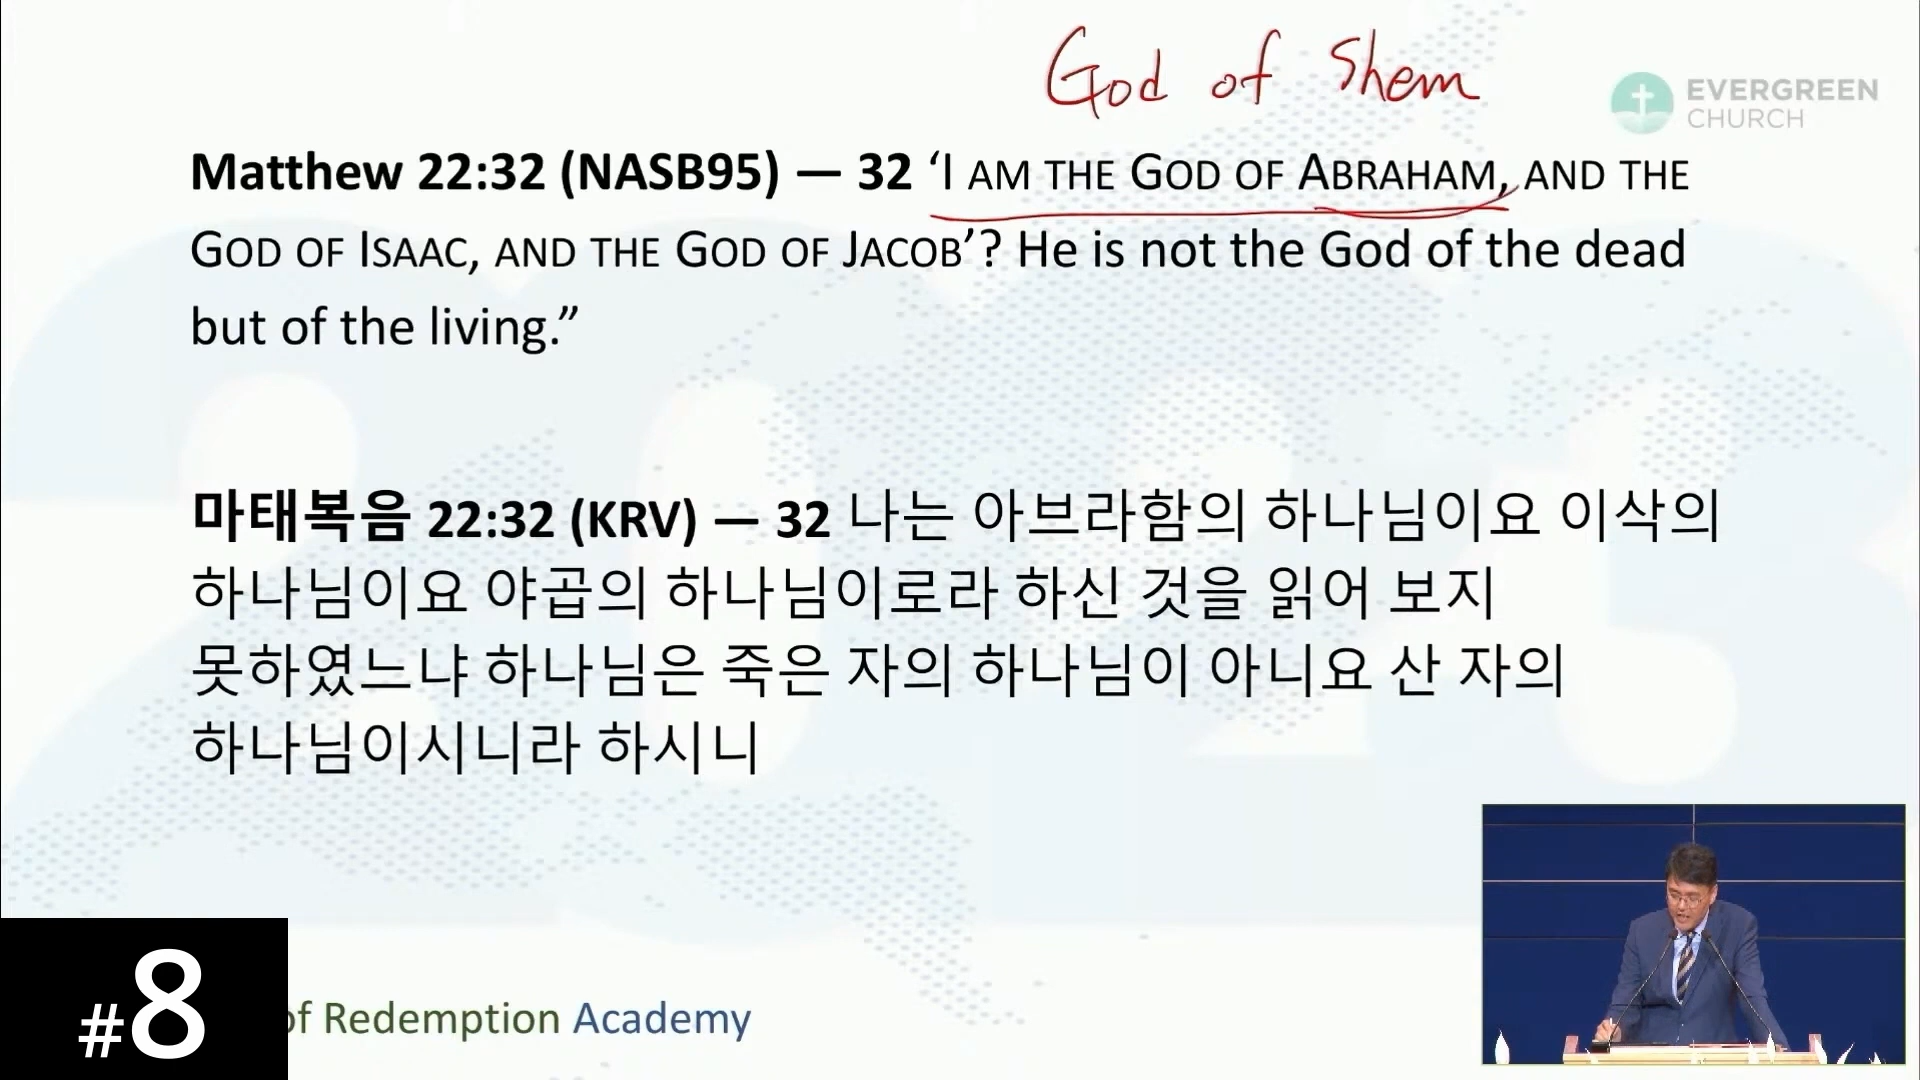 God of Shem
EVERGREEN
CHURCH
Matthew 22:32 (NASB95) — 32 ‘I AM THE GOD OF ABRAHAM, AND THE
GOD OF ISAAC, AND THE GOD OF JACOB’? He is not the God of the dead
but of the living.”
마태복음 22:32 (KRV) — 32 나는 아브라함의 하나님이요 이삭의
하나님이요 야곱의 하나님이로라 하신 것을 읽어 보지
못하였느냐 하나님은 죽은 자의 하나님이 아니요 산 자의
하나님이시니라 하시니
#8
of Redemption Academy